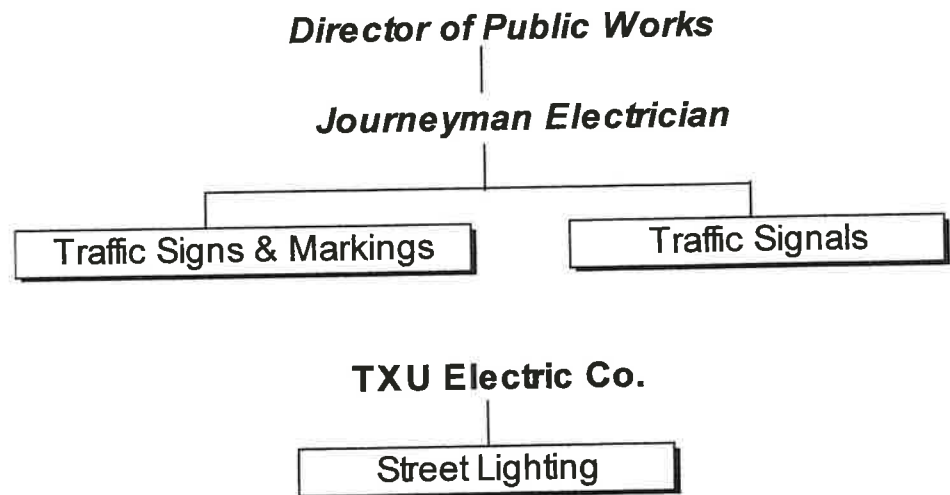 Director of Public Works
Journeyman Electrician
Traffic Signs & Markings
Traffic Signals
TXU Electric Co.
Street Lighting